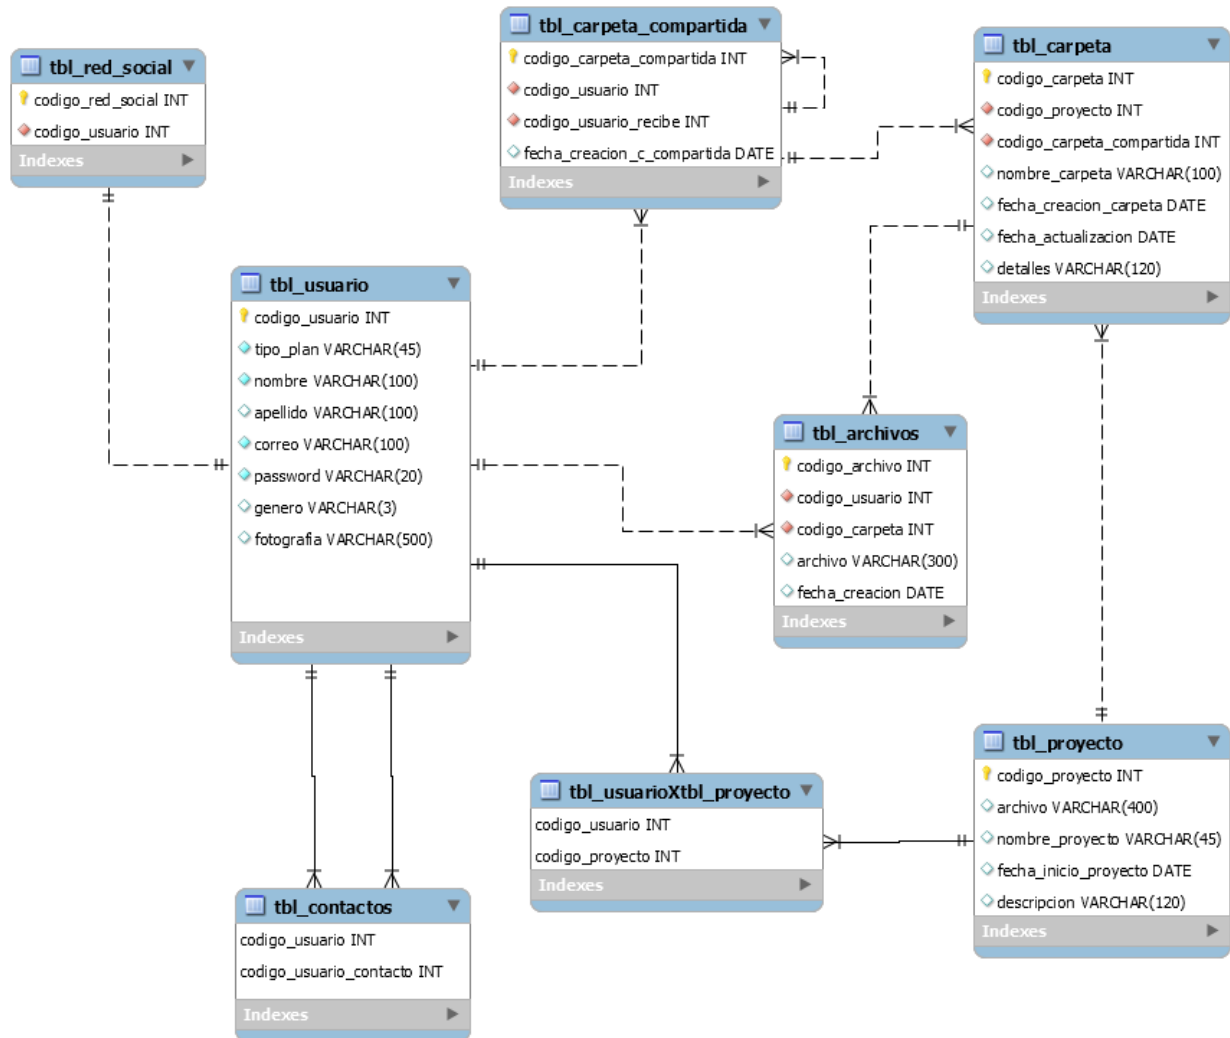 tbl_red_social
codigo_red_social INT
codigo_usuario INT
Indexes
tbl_carpeta_compartida
codigo_carpeta_compartida INT
codigo_usuario INT
codigo_usuario_recibe INT
fecha_creacion_c_compartida DATE
Indexes
tbl_carpeta
codigo_carpeta INT
codigo_proyecto INT
codigo_carpeta_compartida INT
nombre_carpeta VARCHAR(100)
fecha_creacion_carpeta DATE
fecha_actualizacion DATE
detalles VARCHAR(120)
Indexes
tbl_usuario
codigo_usuario INT
tipo_plan VARCHAR(45)
nombre VARCHAR(100)
apellido VARCHAR(100)
correo VARCHAR(100)
password VARCHAR(20)
genero VARCHAR(3)
fotografia VARCHAR(500)
Indexes
tbl_archivos
codigo_archivo INT
codigo_usuario INT
codigo_carpeta INT
archivo VARCHAR(300)
fecha_creacion DATE
Indexes
tbl_usuarioXtbl_proyecto
codigo_usuario INT
codigo_proyecto INT
Indexes
tbl_proyecto
codigo_proyecto INT
archivo VARCHAR(400)
nombre_proyecto VARCHAR(45)
fecha_inicio_proyecto DATE
descripcion VARCHAR(120)
Indexes
tbl_contactos
codigo_usuario INT
codigo_usuario_contacto INT
Indexes